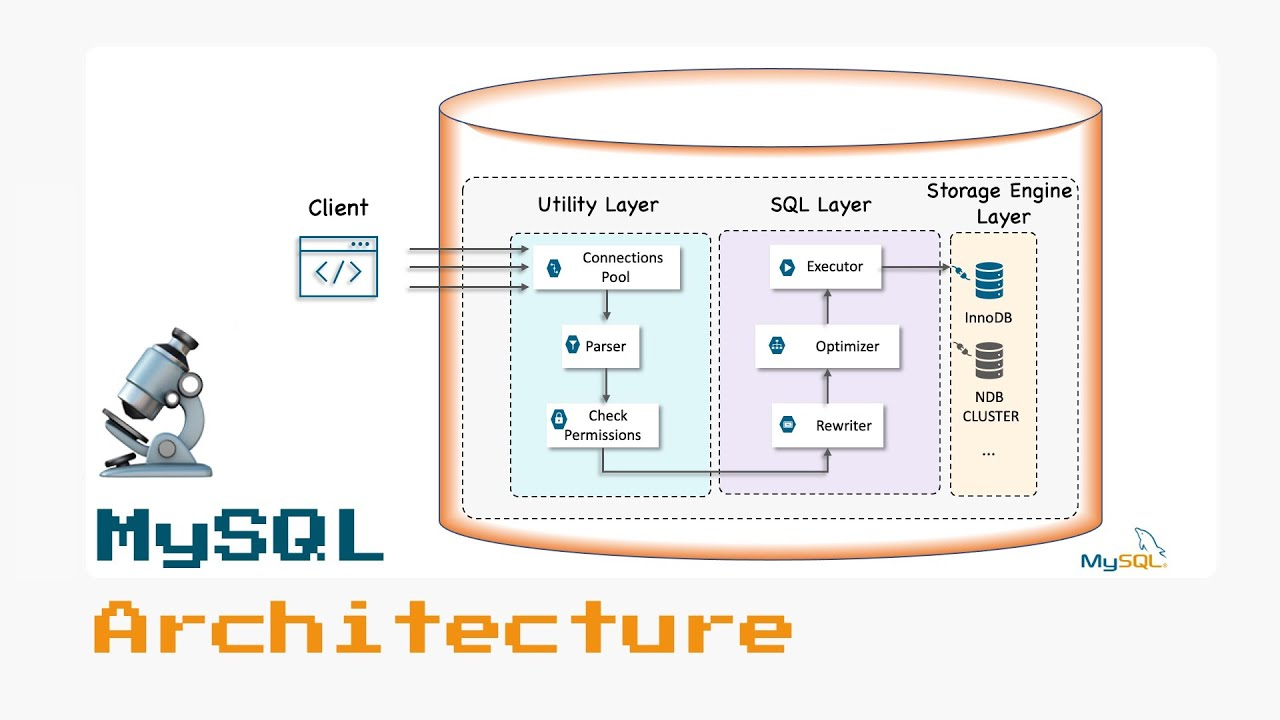 Client
</>
Utility Layer
Connections
Pool
Parser
Check
Permissions
SQL Layer
Executor
Optimizer
Rewriter
Storage Engine
Layer
InnoDB
NDB
CLUSTER
...
MySQL
MySQL®
Architecture